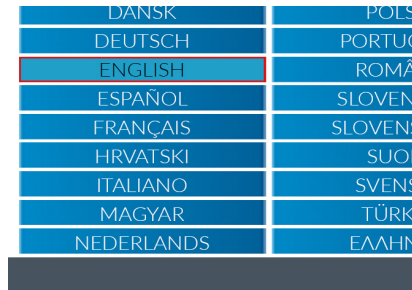 DANSK
DEUTSCH
ENGLISH
ESPAÑOL
FRANÇAIS
HRVATSKI
ITALIANO
MAGYAR
NEDERLANDS
POLS
PORTUG
ROMÂ
SLOVEN
SLOVENS
SUO
SVENS
TÜRK
ΕΛΛΗΝ